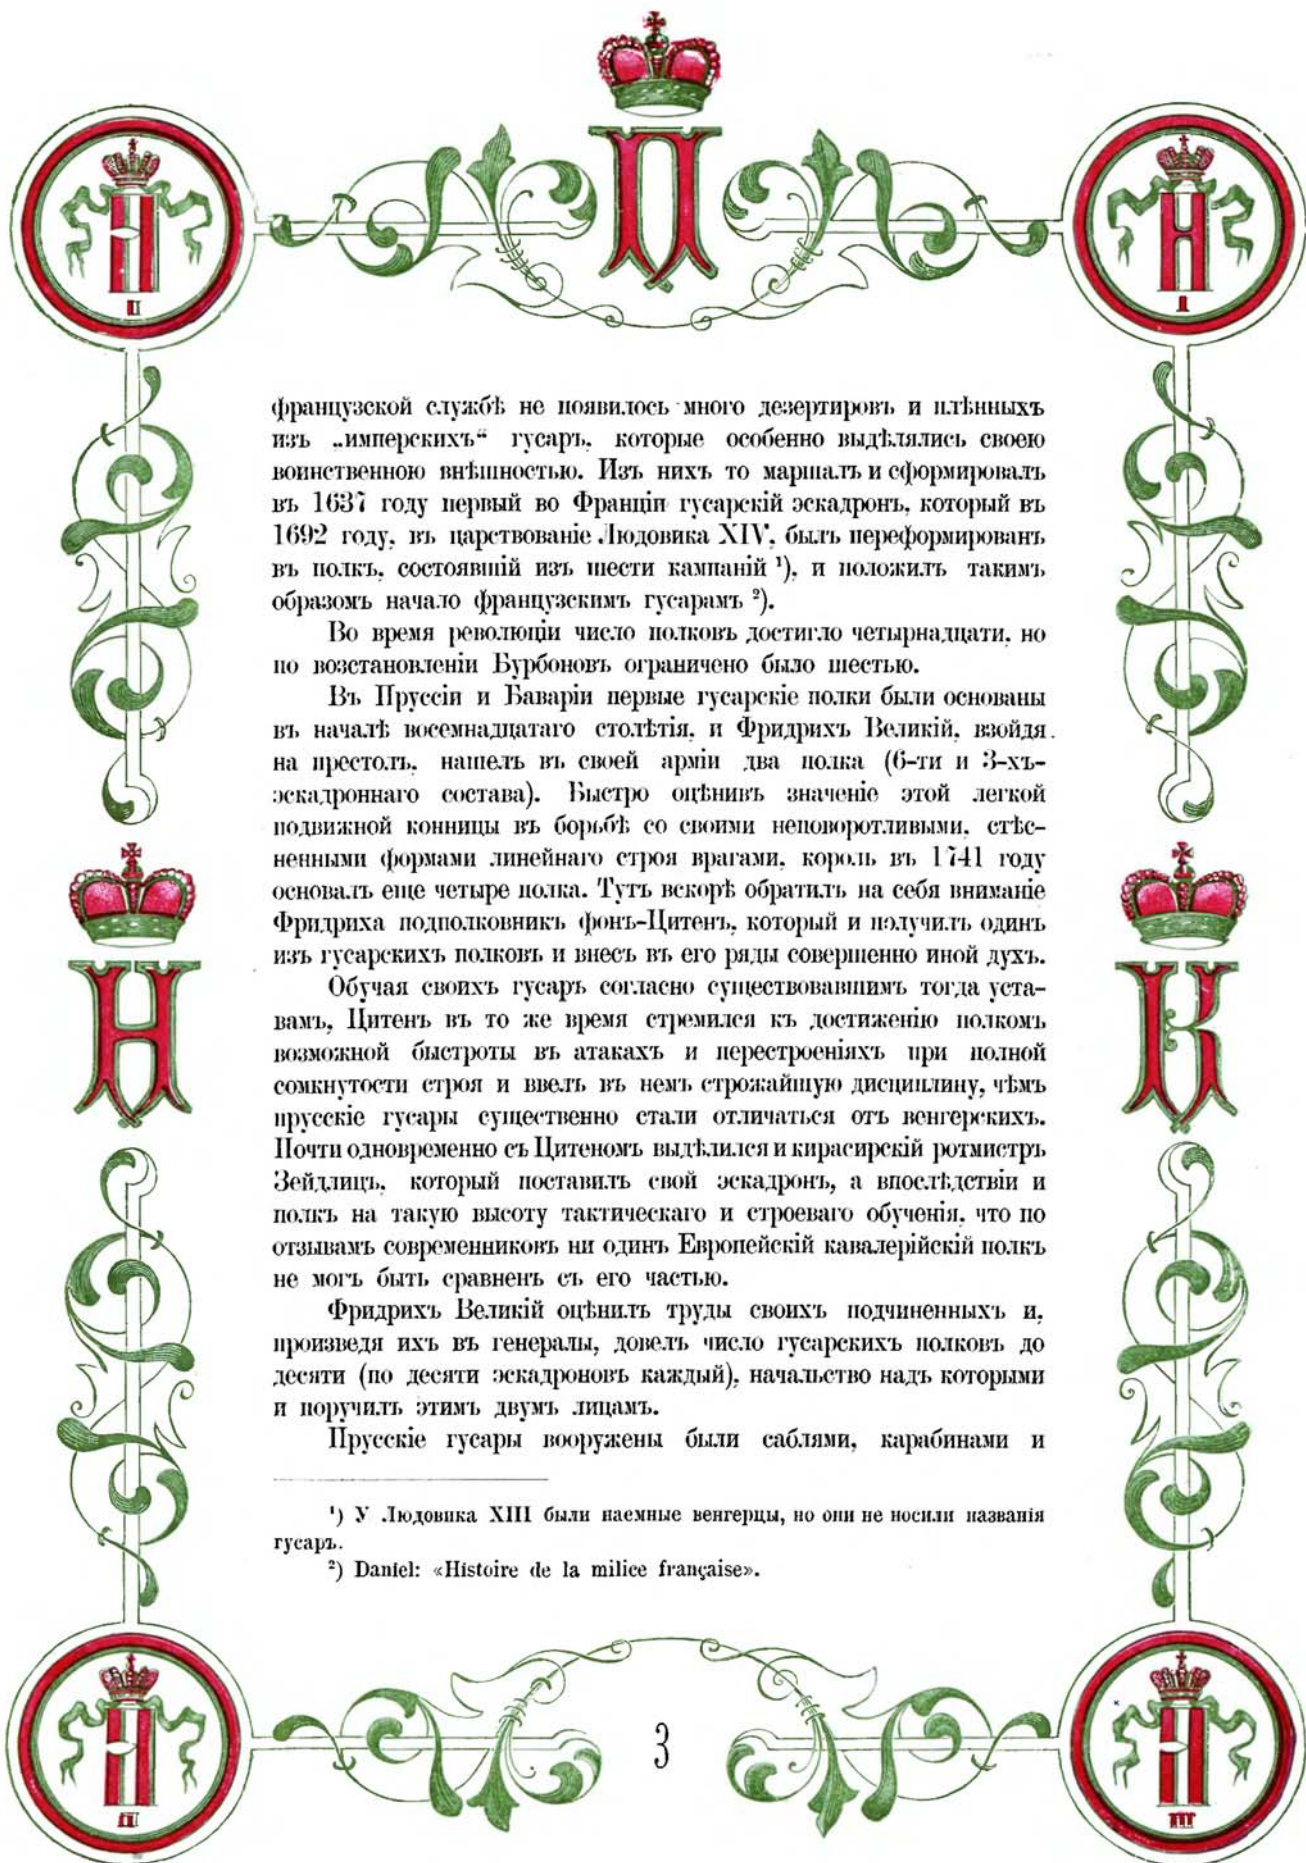 П
II
I
французской службѣ не появилось много дезертировъ и плѣнныхъ
изъ „имперскихъ“ гусаръ, которые особенно выдѣлялись своею
воинственною внѣшностью. Изъ нихъ то маршалъ и сформировалъ
въ 1637 году первый во Франціи гусарскій эскадронъ, который въ
1692 году, въ царствованіе Людовика XIV, былъ переформированъ
въ полкъ, состоявшій изъ шести кампаній ¹), и положилъ такимъ
образомъ начало французскимъ гусарамъ ²).
Во время революціи число полковъ достигло четырнадцати, но
по возстановленіи Бурбоновъ ограничено было шестью.
Въ Пруссіи и Баваріи первые гусарскіе полки были основаны
въ началѣ восемнадцатаго столѣтія, и Фридрихъ Великій, взойдя
на престолъ, нашелъ въ своей арміи два полка (6-ти и 3-хъ-
эскадроннаго состава). Быстро оцѣнивъ значеніе этой легкой
подвижной конницы въ борьбѣ со своими неповоротливыми, стѣс-
ненными формами линейнаго строя врагами, король въ 1741 году
основалъ еще четыре полка. Тутъ вскорѣ обратилъ на себя вниманіе
Фридриха подполковникъ фонъ-Цитенъ, который и получилъ одинъ
изъ гусарскихъ полковъ и внесъ въ его ряды совершенно иной духъ.
Обучая своихъ гусаръ согласно существовавшимъ тогда уста-
вамъ, Цитенъ въ то же время стремился къ достиженію полкомъ
возможной быстроты въ атакахъ и перестроеніяхъ при полной
сомкнутости строя и ввелъ въ немъ строжайшую дисциплину, чѣмъ
прусскіе гусары существенно стали отличаться отъ венгерскихъ.
Почти одновременно съ Цитеномъ выдѣлился и кирасирскій ротмистръ
Зейдлицъ, который поставилъ свой эскадронъ, а впослѣдствіи и
полкъ на такую высоту тактическаго и строеваго обученія, что по
отзывамъ современниковъ ни одинъ Европейскій кавалерійскій полкъ
не могъ быть сравненъ съ его частью.
Фридрихъ Великій оцѣнилъ труды своихъ подчиненныхъ и,
произведя ихъ въ генералы, довелъ число гусарскихъ полковъ до
десяти (по десяти эскадроновъ каждый), начальство надъ которыми
и поручилъ этимъ двумъ лицамъ.
Прусскіе гусары вооружены были саблями, карабинами и
¹) У Людовика XIII были наемные венгерцы, но они не носили названія
гусаръ.
²) Daniel: «Histoire de la milice française».
Н
К
II
III
3